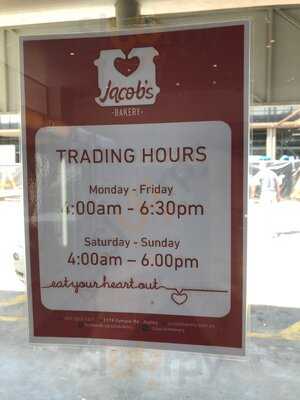 Jacob's
-BAKERY-
TRADING HOURS
Monday - Friday
4:00am - 6:30pm
Saturday - Sunday
4:00am – 6.00pm
eat your heart out